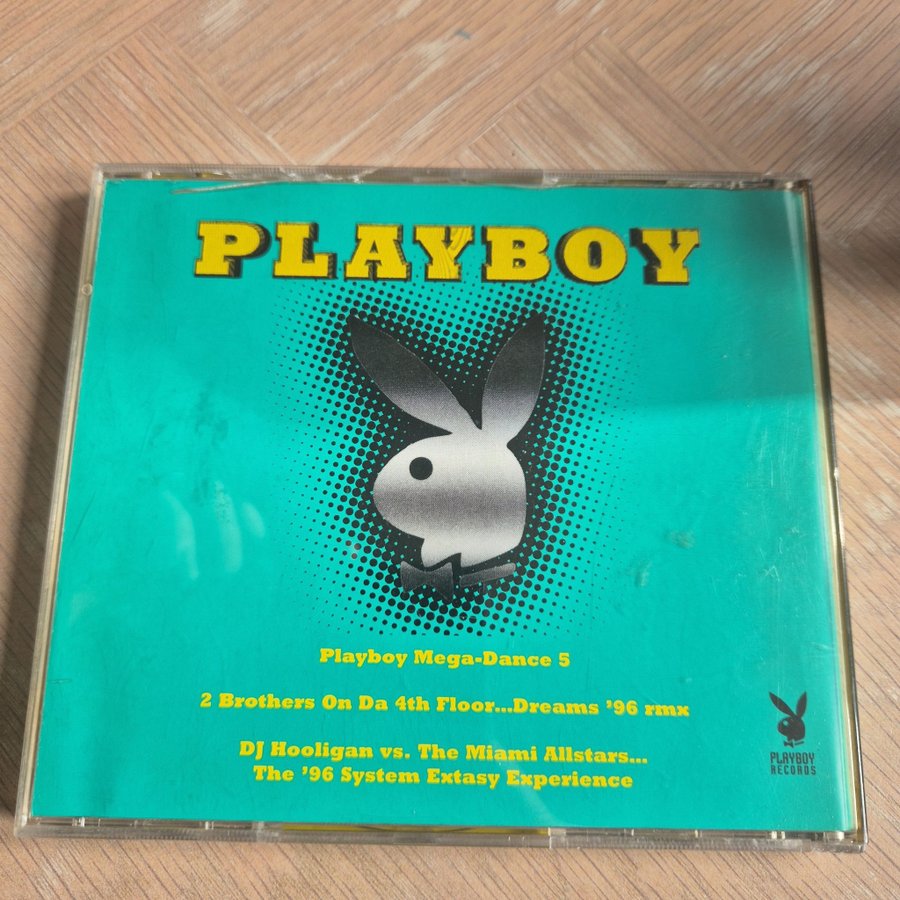 PLAYBOY
Playboy Mega-Dance 5
2 Brothers On Da 4th Floor...Dreams '96 rmx
DJ Hooligan vs. The Miami Allstars...
The '96 System Extasy Experience
PLAYBOY
RECORDS